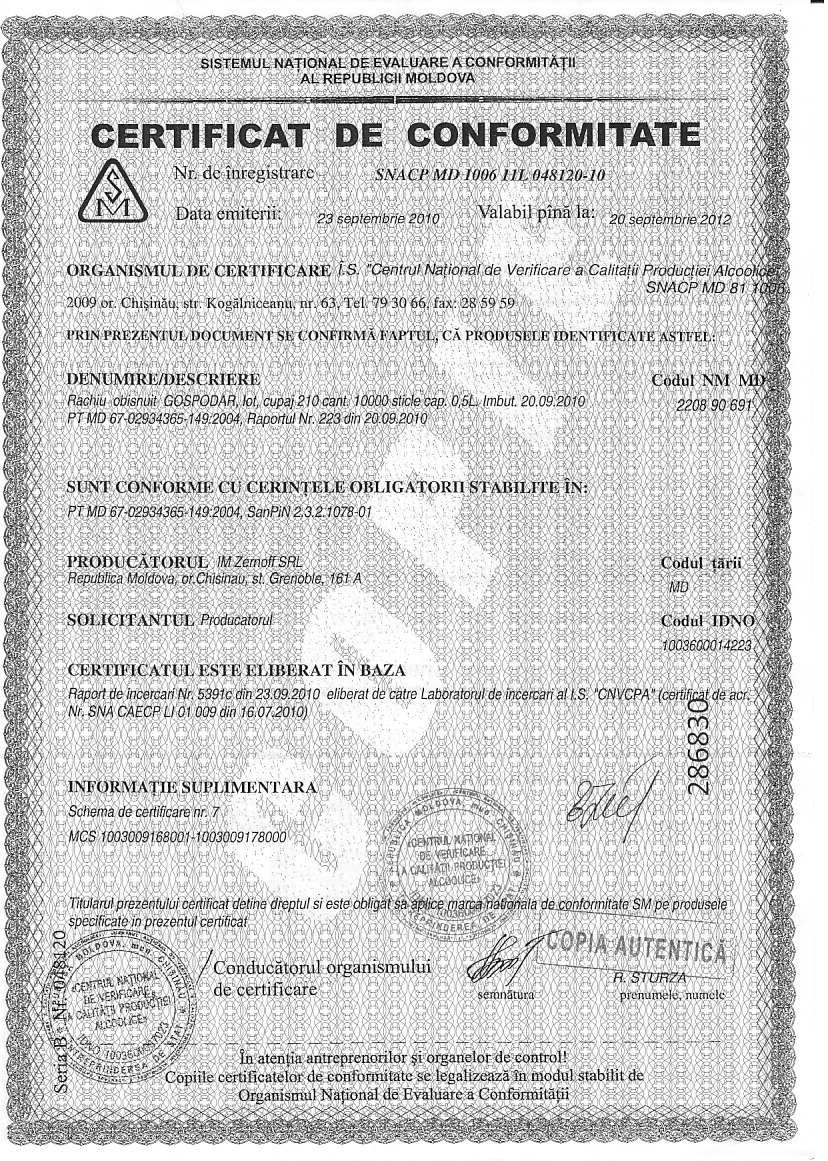 SISTEMUL NAȚIONAL DE EVALUARE A CONFORMITĂȚII
AL REPUBLICII MOLDOVA
CERTIFICAT DE CONFORMITATE
Nr. de înregistrare SNACP MD 1006 11L 048120-10
SM
Data emiterii: 23 septembrie 2010 Valabil pînă la: 20 septembrie 2012
ORGANISMUL DE CERTIFICARE Î.S. "Centrul Național de Verificare a Calității Producției Alcoolice"
SNACP MD 81 1006
2009 or. Chișinău, str. Kogălniceanu, nr. 63, Tel. 79 30 66, fax: 28 59 59
PRIN PREZENTUL DOCUMENT SE CONFIRMĂ FAPTUL, CĂ PRODUSELE IDENTIFICATE ASTFEL:
DENUMIRE/DESCRIERE Codul NM MD
Rachiu obisnuit GOSPODAR, lot, cupaj 210 cant. 10000 sticle cap. 0,5L. Imbut. 20.09.2010 2208 90 691
PT MD 67-02934365-149:2004, Raportul Nr. 223 din 20.09.2010
SUNT CONFORME CU CERINȚELE OBLIGATORII STABILITE ÎN:
PT MD 67-02934365-149:2004, SanPiN 2.3.2.1078-01
PRODUCĂTORUL IM Zernoff SRL Codul țării
Republica Moldova, or.Chisinau, st. Grenoble, 161 A MD
SOLICITANTUL Producatorul Codul IDNO
1003600014223
CERTIFICATUL ESTE ELIBERAT ÎN BAZA
Raport de incercari Nr. 5391c din 23.09.2010 eliberat de catre Laboratorul de incercari al I.S. "CNVCPA" (certificat de acr.
Nr. SNA CAECP LI 01 009 din 16.07.2010)
286830
INFORMAȚIE SUPLIMENTARA
Schema de certificare nr. 7
MCS 1003009168001-1003009178000
COPIE
REPUBLICA MOLDOVA, mun. CHIȘINĂU
«CENTRUL NAȚIONAL
DE VERIFICARE
A CALITĂȚII PRODUCȚIEI
ALCOOLICE»
ÎNTREPRINDEREA DE STAT
Titularul prezentului certificat detine dreptul si este obligat sa aplice marca nationala de conformitate SM pe produsele
specificate in prezentul certificat
COPIA AUTENTICĂ
Conducătorul organismului
de certificare
R. STURZA
semnătura prenumele, numele
MOLDOVA, mun. CHIȘINĂU
«CENTRUL NAȚIONAL
DE VERIFICARE
A CALITĂȚII PRODUCȚIEI
ALCOOLICE»
ÎNTREPRINDEREA DE STAT
Seria B Nr. 048120
În atenția antreprenorilor și organelor de control!
Copiile certificatelor de conformitate se legalizează în modul stabilit de
Organismul Național de Evaluare a Conformității